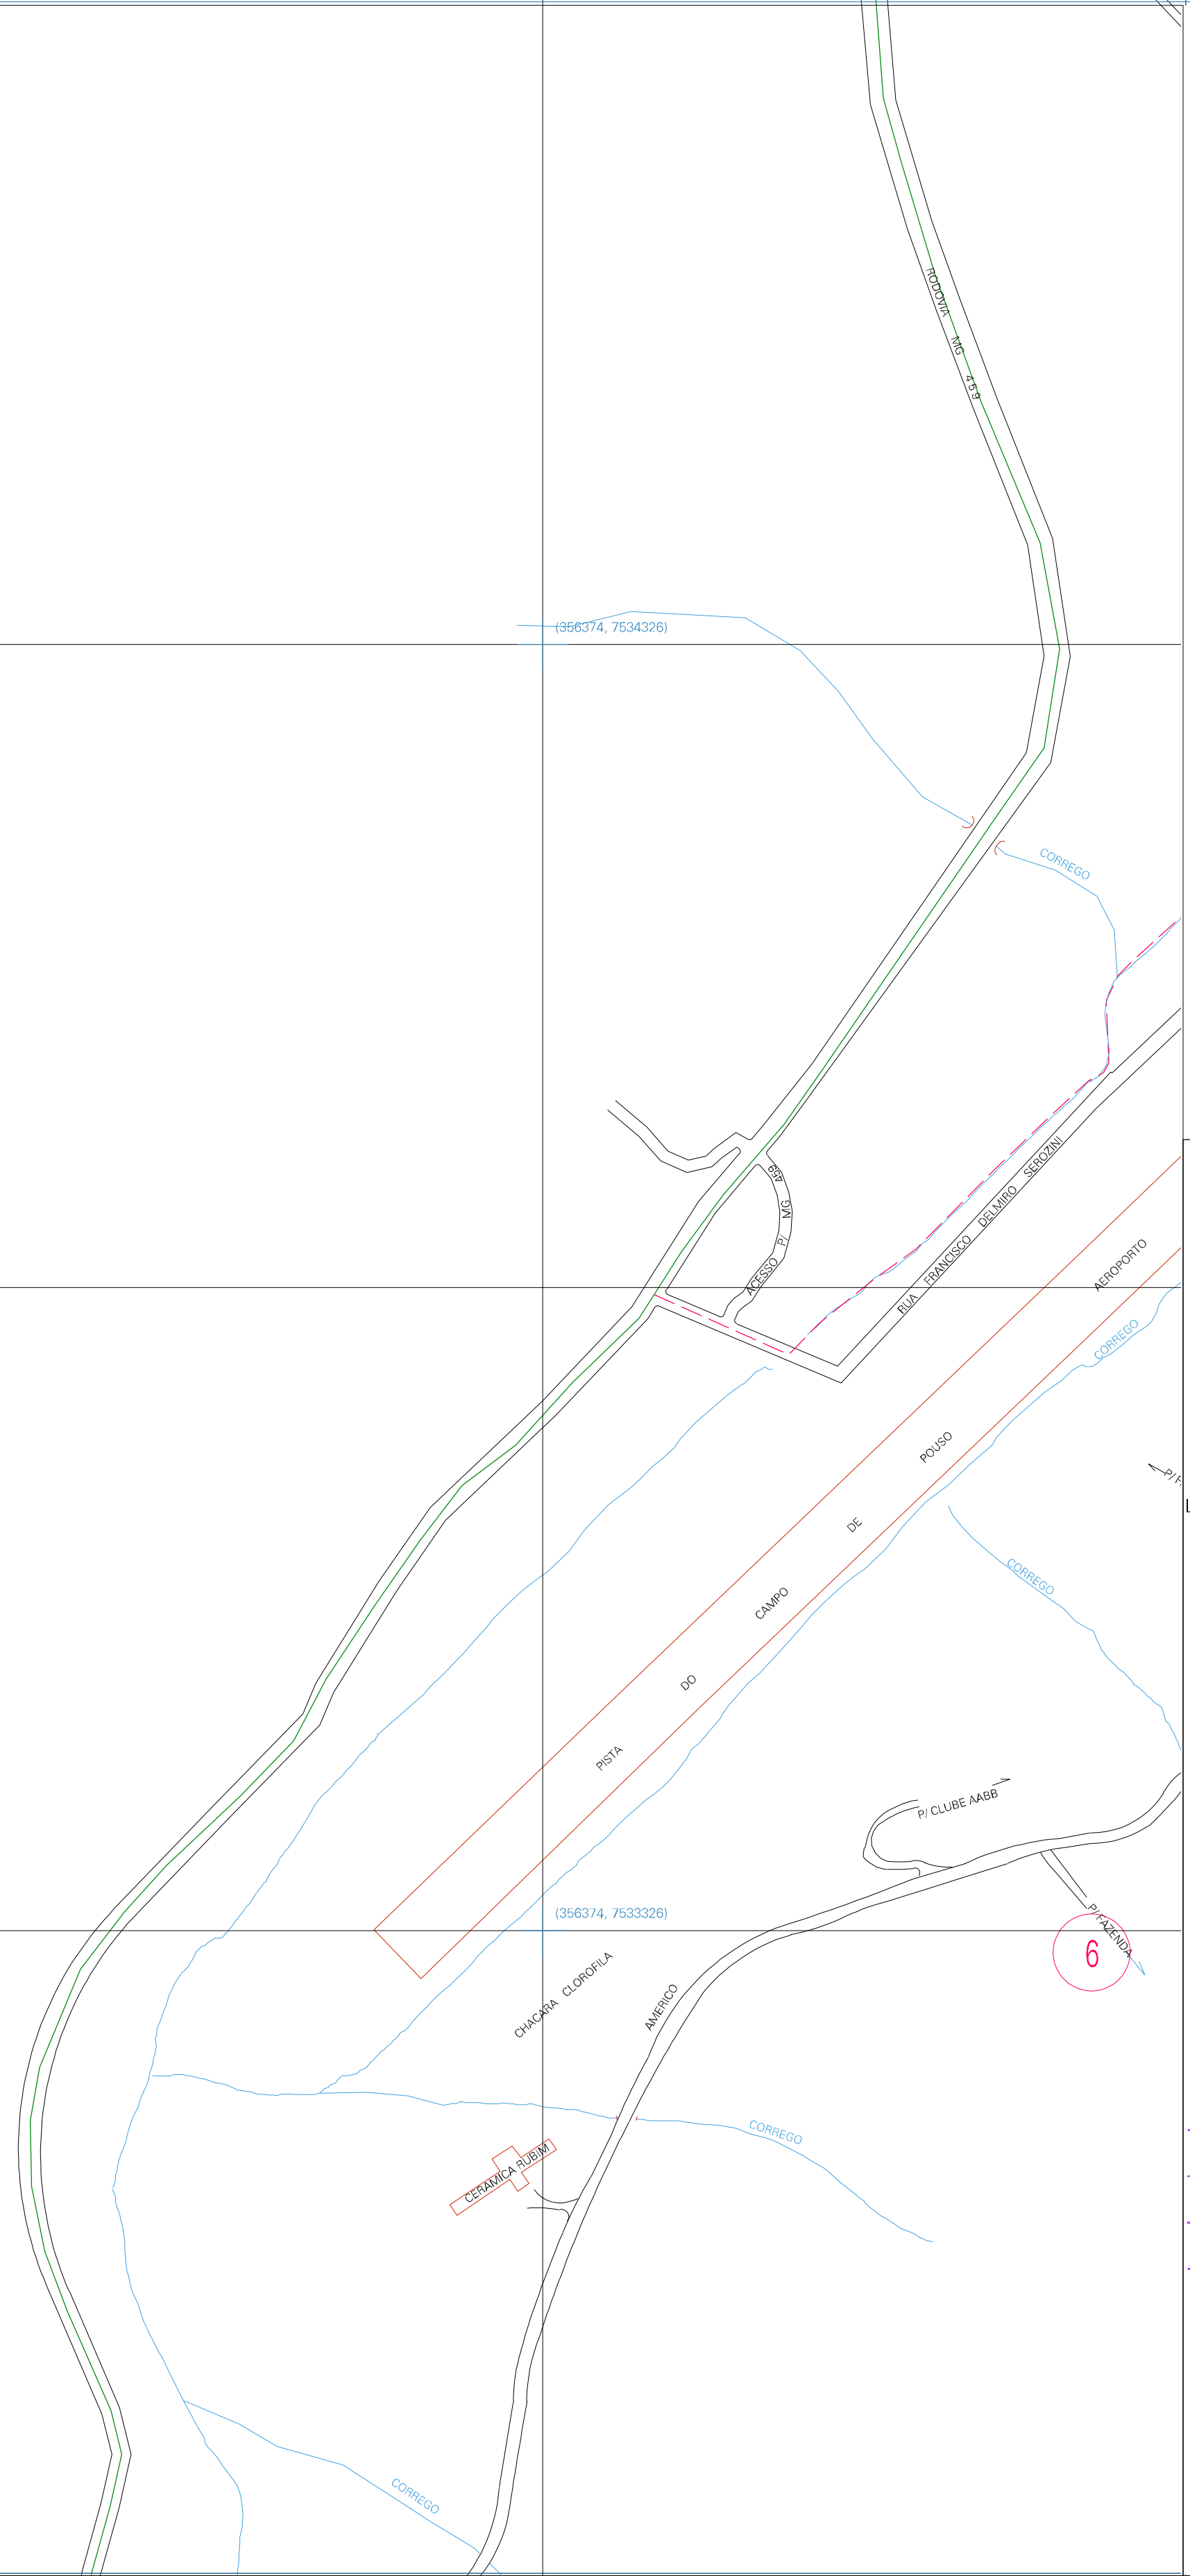 RODOVIA MG 459
(356374, 7534326)
CORREGO
459
ACESSO P/ MG
RUA FRANCISCO DELMIRO SEROZINI
AEROPORTO
CORREGO
PISTA DO CAMPO DE POUSO
P/
CORREGO
P/ CLUBE AABB
(356374, 7533326)
P/ FAZENDA
6
CHACARA CLOROFILA
AMERICO
CORREGO
CERAMICA RUBIM
CORREGO